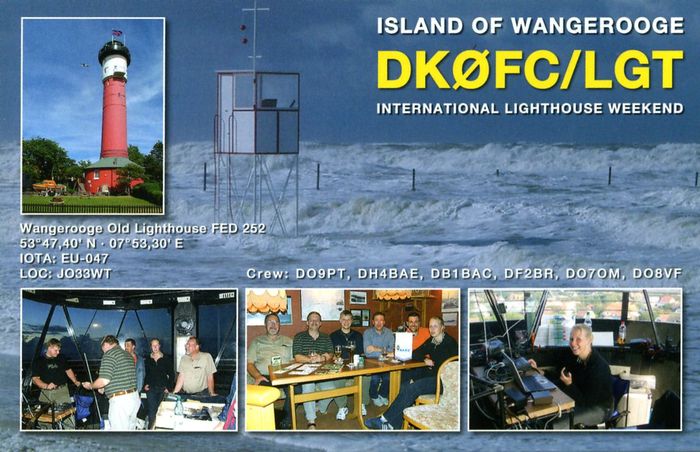 ISLAND OF WANGEROOGE
DKØFC/LGT
INTERNATIONAL LIGHTHOUSE WEEKEND
Wangerooge Old Lighthouse FED 252
53°47,40' N · 07°53,30' E
IOTA: EU-047
LOC: JO33WT
Crew: DO9PT, DH4BAE, DB1BAC, DF2BR, DO7OM, DO8VF